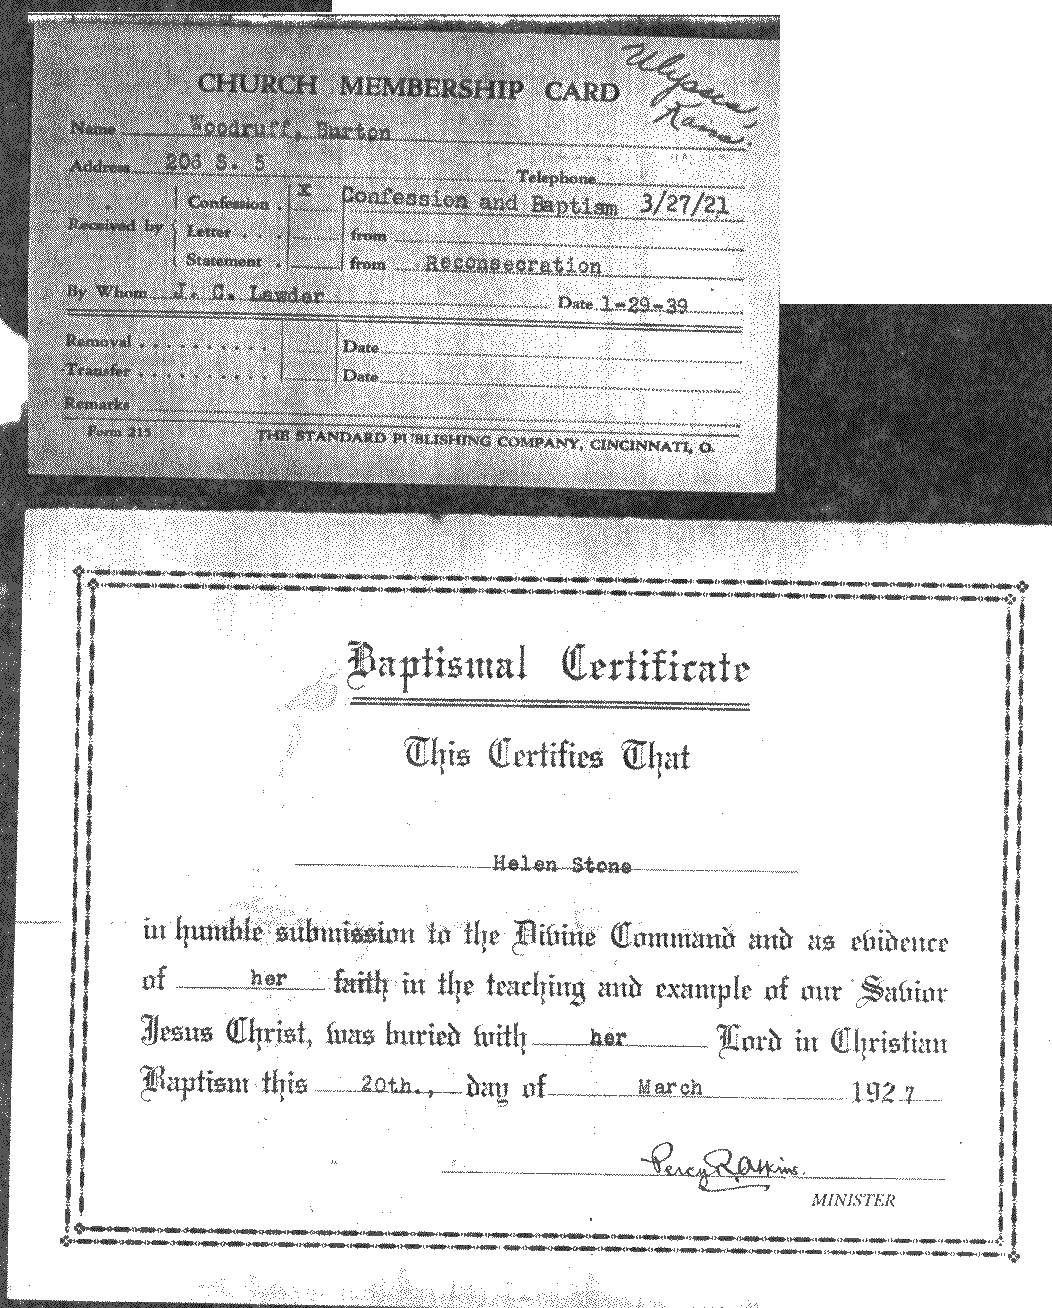 CHURCH MEMBERSHIP CARD
Ulysses, Kans.
Name Woodruff, Burton
Address 208 S. 5 Telephone
Confession . x Confession and Baptism 3/27/21
Received by Letter . . . from
Statement . from Reconsecration
By Whom J. C. Lawder Date 1-29-39
Removal . . . . . . . . . . Date
Transfer . . . . . . . . . . Date
Remarks
Form 215 THE STANDARD PUBLISHING COMPANY, CINCINNATI, O.
Baptismal Certificate
This Certifies That
Helen Stone
in humble submission to the Divine Command and as evidence
of her faith in the teaching and example of our Savior
Jesus Christ, was buried with her Lord in Christian
Baptism this 20th., day of March 1927
Percy R Atkins.
MINISTER